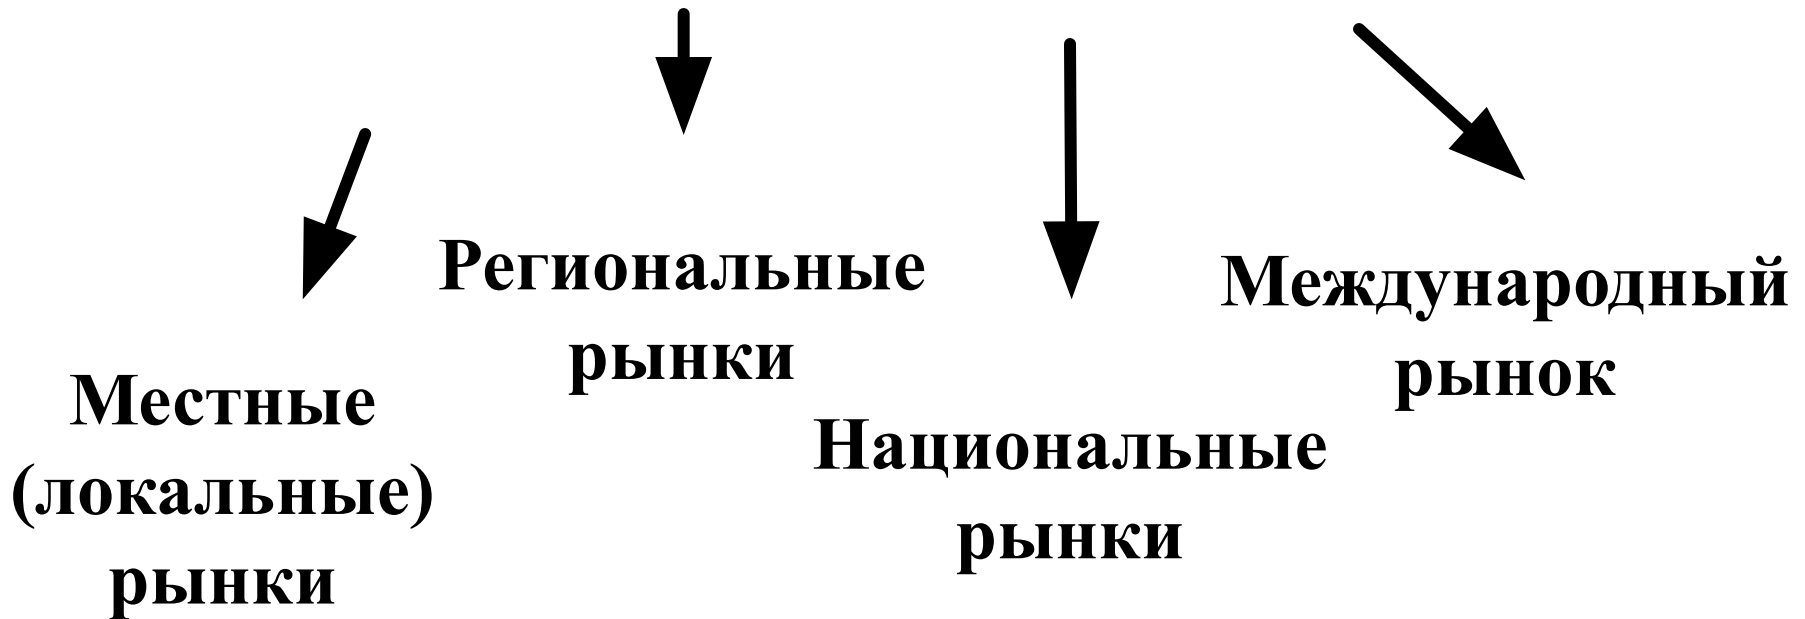 Местные
(локальные)
рынки
Региональные
рынки
Национальные
рынки
Международный
рынок